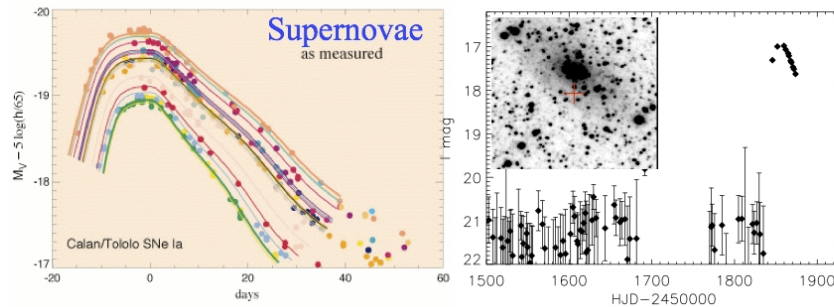 Supernovae
as measured
-20
-19
-18
-17
M_V – 5 log(h/65)
Calan/Tololo SNe Ia
-20 0 20 40 60
days
17
18
19
20
21
22
I mag
1500 1600 1700 1800 1900
HJD-2450000